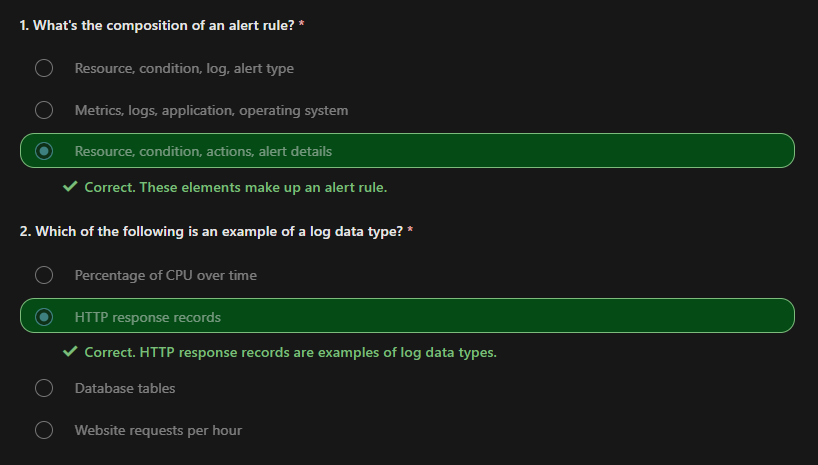 1. What's the composition of an alert rule? *
Resource, condition, log, alert type
Metrics, logs, application, operating system
Resource, condition, actions, alert details
Correct. These elements make up an alert rule.
2. Which of the following is an example of a log data type? *
Percentage of CPU over time
HTTP response records
Correct. HTTP response records are examples of log data types.
Database tables
Website requests per hour